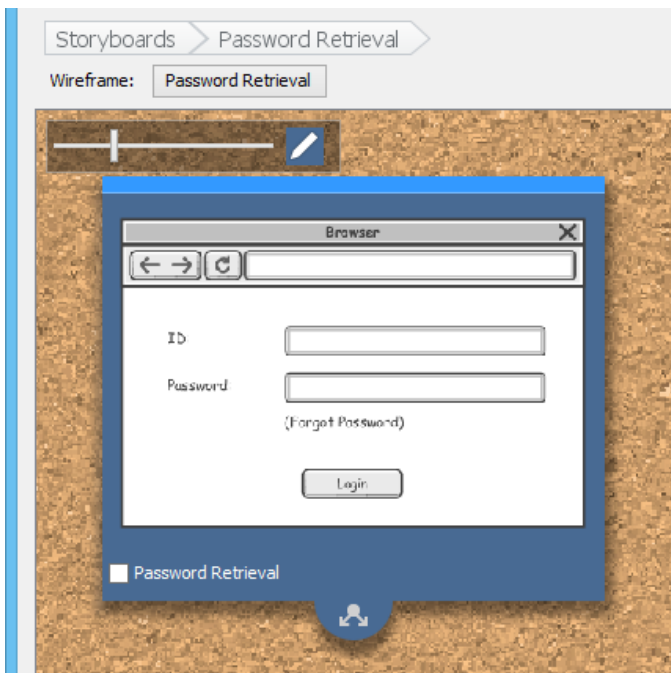 Storyboards Password Retrieval
Wireframe: Password Retrieval
Browser
ID
Password
(Forgot Password)
Login
Password Retrieval